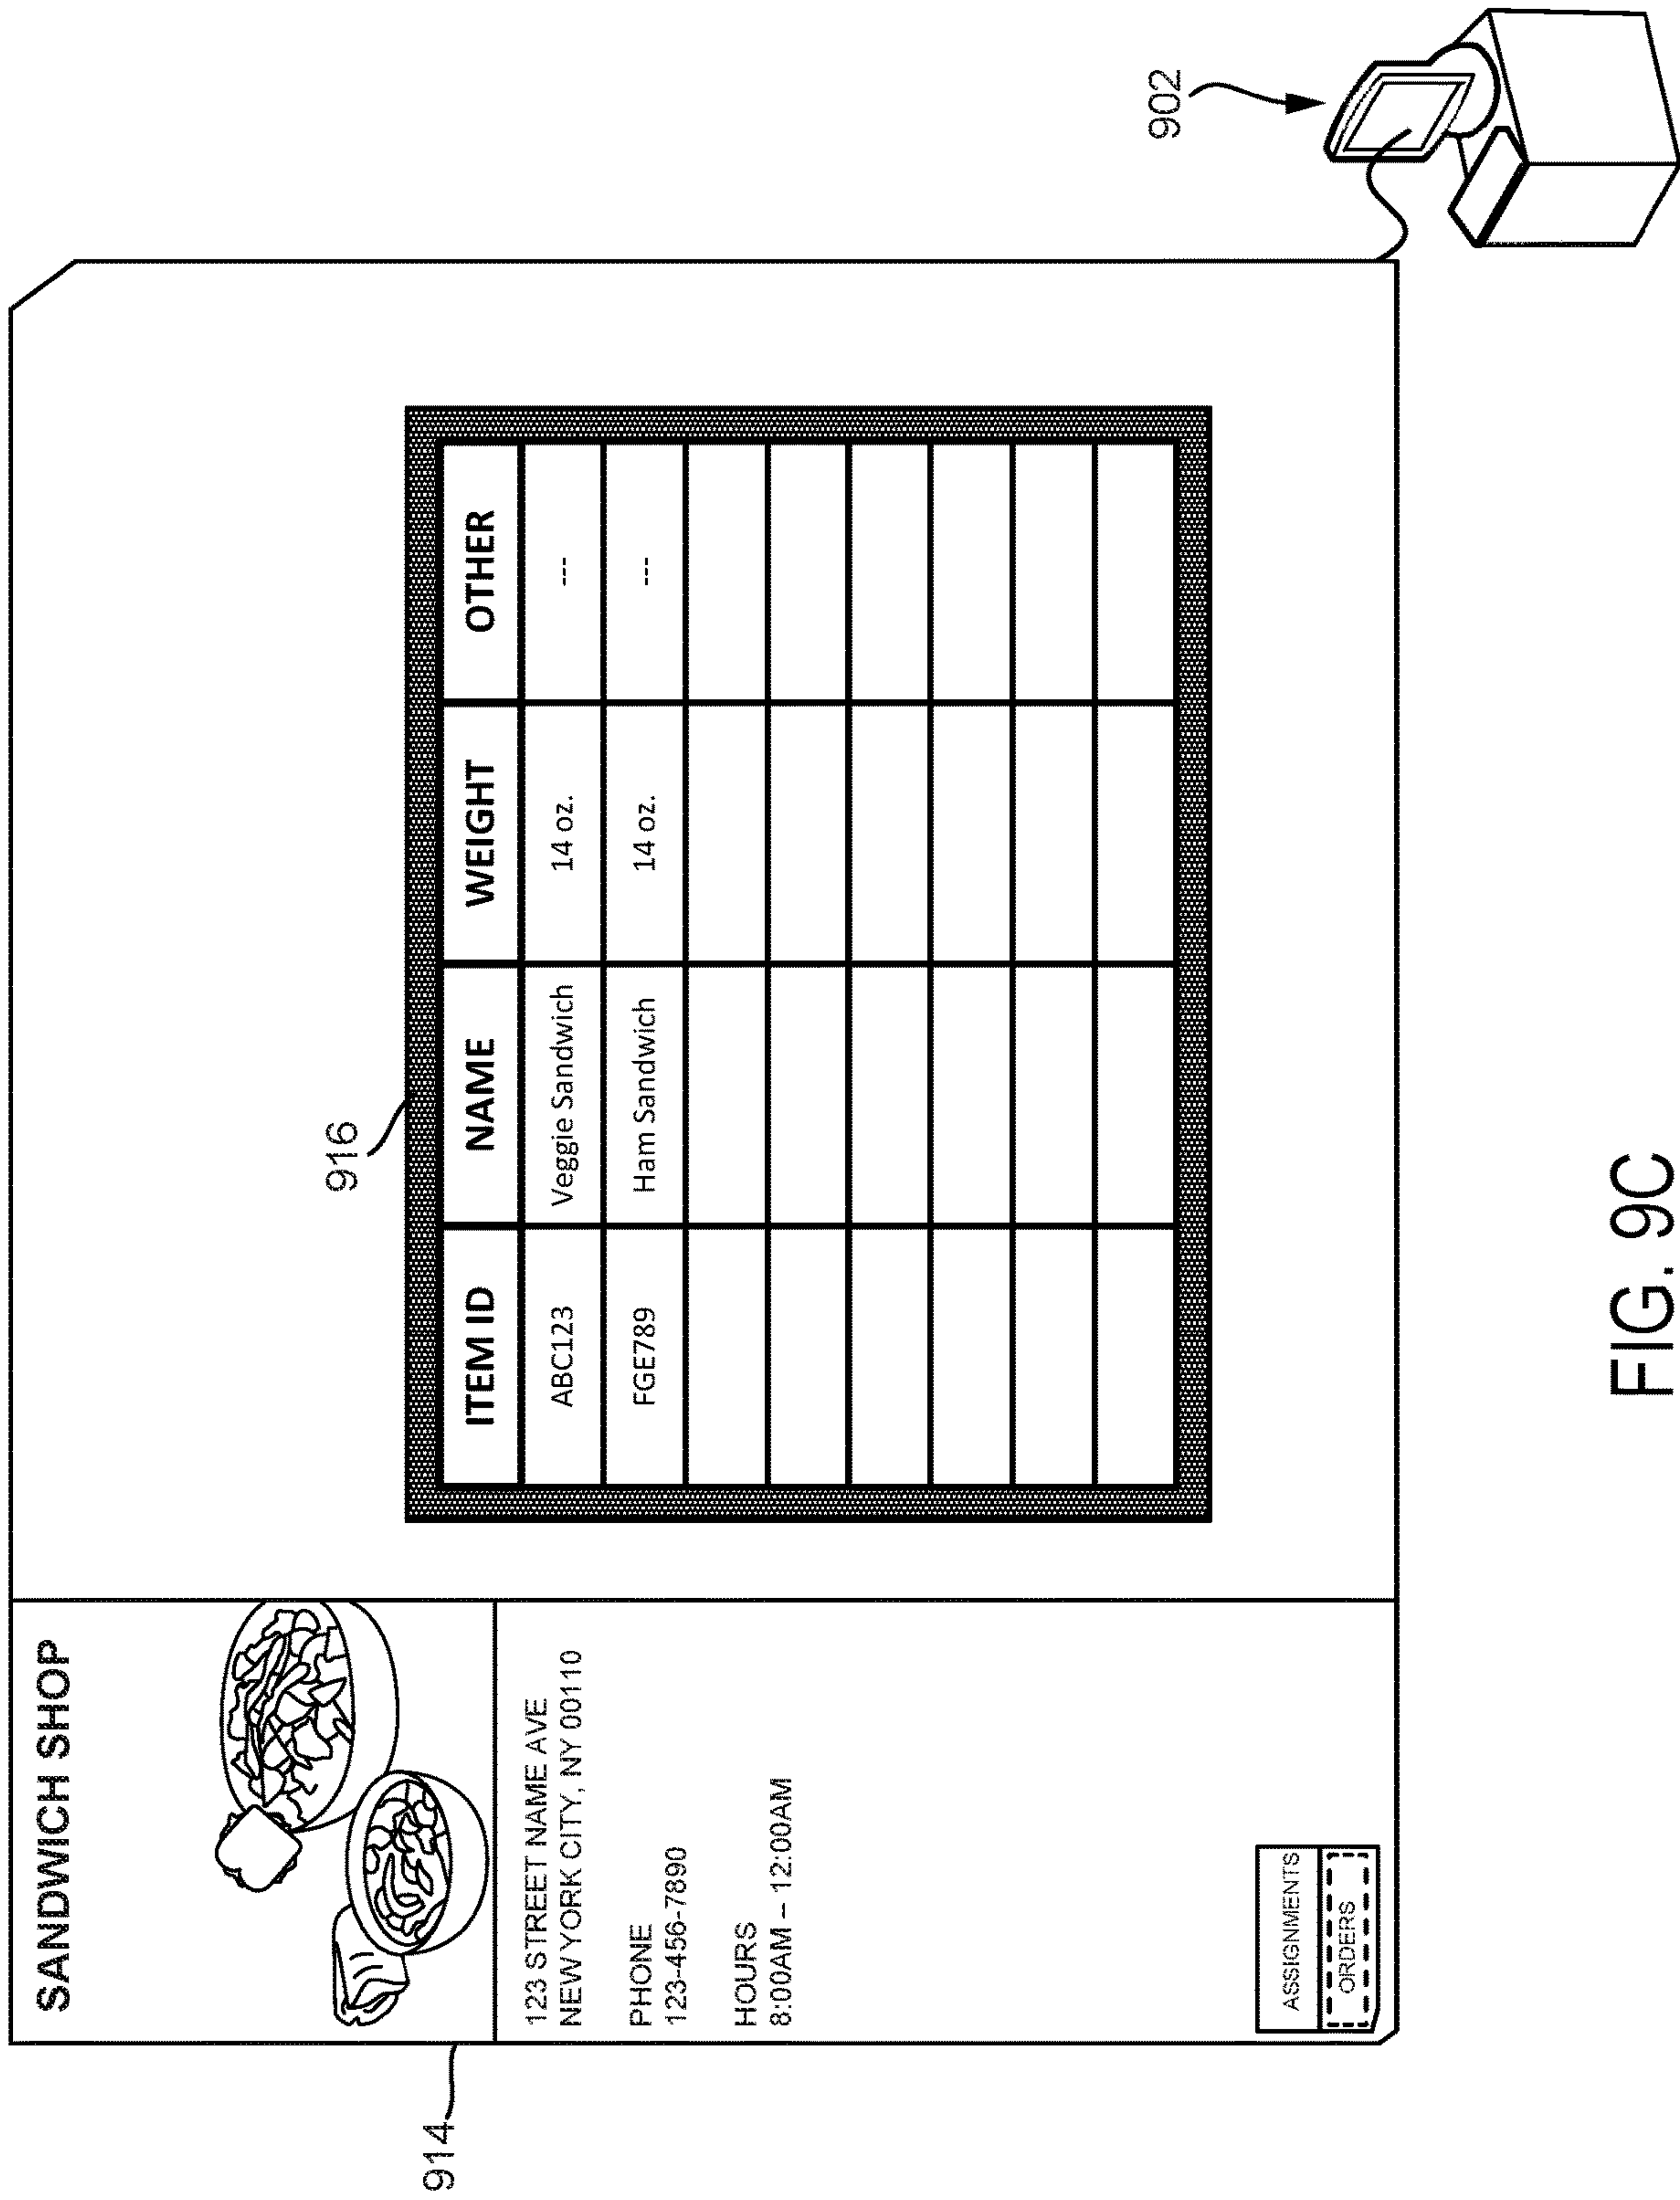 902
SANDWICH SHOP
914
123 STREET NAME AVE
NEW YORK CITY, NY 00110
PHONE
123-456-7890
HOURS
8:00AM – 12:00AM
ASSIGNMENTS
ORDERS
916
ITEM ID NAME WEIGHT OTHER
ABC123 Veggie Sandwich 14 oz. ---
FGE789 Ham Sandwich 14 oz. ---
FIG. 9C